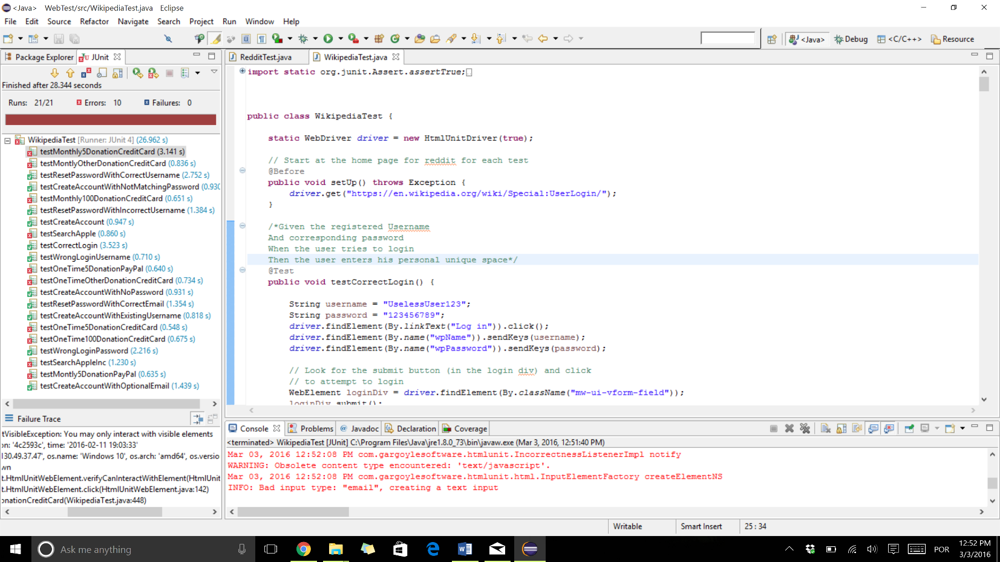 <Java>    WebTest/src/WikipediaTest.java    Eclipse
File Edit Source Refactor Navigate Search Project Run Window Help
<Java> Debug <C/C++> Resource
Package Explorer JUnit
Finished after 28.344 seconds
Runs: 21/21 Errors: 10 Failures: 0
WikipediaTest [Runner: JUnit 4] (26.962 s)
testMonthly5DonationCreditCard (3.141 s)
testMontlyOtherDonationCreditCard (0.836 s)
testResetPasswordWithCorrectUsername (2.752 s)
testCreateAccountWithNotMatchingPassword (0.930
testMonthly100DonationCreditCard (0.651 s)
testResetPasswordWithIncorrectUsername (1.384 s)
testCreateAccount (0.947 s)
testSearchApple (0.860 s)
testCorrectLogin (3.523 s)
testWrongLoginUsername (0.710 s)
testOneTime5DonationPayPal (0.640 s)
testOneTimeOtherDonationCreditCard (0.734 s)
testCreateAccountWithNoPassword (0.931 s)
testResetPasswordWithCorrectEmail (1.354 s)
testCreateAccountWithExistingUsername (0.818 s)
testOneTime5DonationCreditCard (0.548 s)
testOneTime100DonationCreditCard (0.675 s)
testWrongLoginPassword (2.216 s)
testSearchAppleInc (1.230 s)
testMontly5DonationPayPal (0.635 s)
testCreateAccountWithOptionalEmail (1.439 s)
Failure Trace
tVisibleException: You may only interact with visible elements
on: '4c2593c', time: '2016-02-11 19:03:33'
130.49.37.47', os.name: 'Windows 10', os.arch: 'amd64', os.versio
wn
t.HtmlUnitWebElement.verifyCanInteractWithElement(HtmlUnit
t.HtmlUnitWebElement.click(HtmlUnitWebElement.java:142)
onationCreditCard(WikipediaTest.java:448)
RedditTest.java WikipediaTest.java
import static org.junit.Assert.assertTrue;
public class WikipediaTest {
static WebDriver driver = new HtmlUnitDriver(true);
// Start at the home page for reddit for each test
@Before
public void setUp() throws Exception {
driver.get("https://en.wikipedia.org/wiki/Special:UserLogin/");
}
/*Given the registered Username
And corresponding password
When the user tries to login
Then the user enters his personal unique space*/
@Test
public void testCorrectLogin() {
String username = "UselessUser123";
String password = "123456789";
driver.findElement(By.linkText("Log in")).click();
driver.findElement(By.name("wpName")).sendKeys(username);
driver.findElement(By.name("wpPassword")).sendKeys(password);
// Look for the submit button (in the login div) and click
// to attempt to login
WebElement loginDiv = driver.findElement(By.className("mw-ui-vform-field"));
loginDiv.submit();
Console Problems @ Javadoc Declaration Coverage
<terminated> WikipediaTest [JUnit] C:\Program Files\Java\jre1.8.0_73\bin\javaw.exe (Mar 3, 2016, 12:51:40 PM)
Mar 03, 2016 12:52:08 PM com.gargoylesoftware.htmlunit.IncorrectnessListenerImpl notify
WARNING: Obsolete content type encountered: 'text/javascript'.
Mar 03, 2016 12:52:08 PM com.gargoylesoftware.htmlunit.html.InputElementFactory createElementNS
INFO: Bad input type: "email", creating a text input
Writable Smart Insert 25 : 34
Ask me anything
POR
12:52 PM
3/3/2016